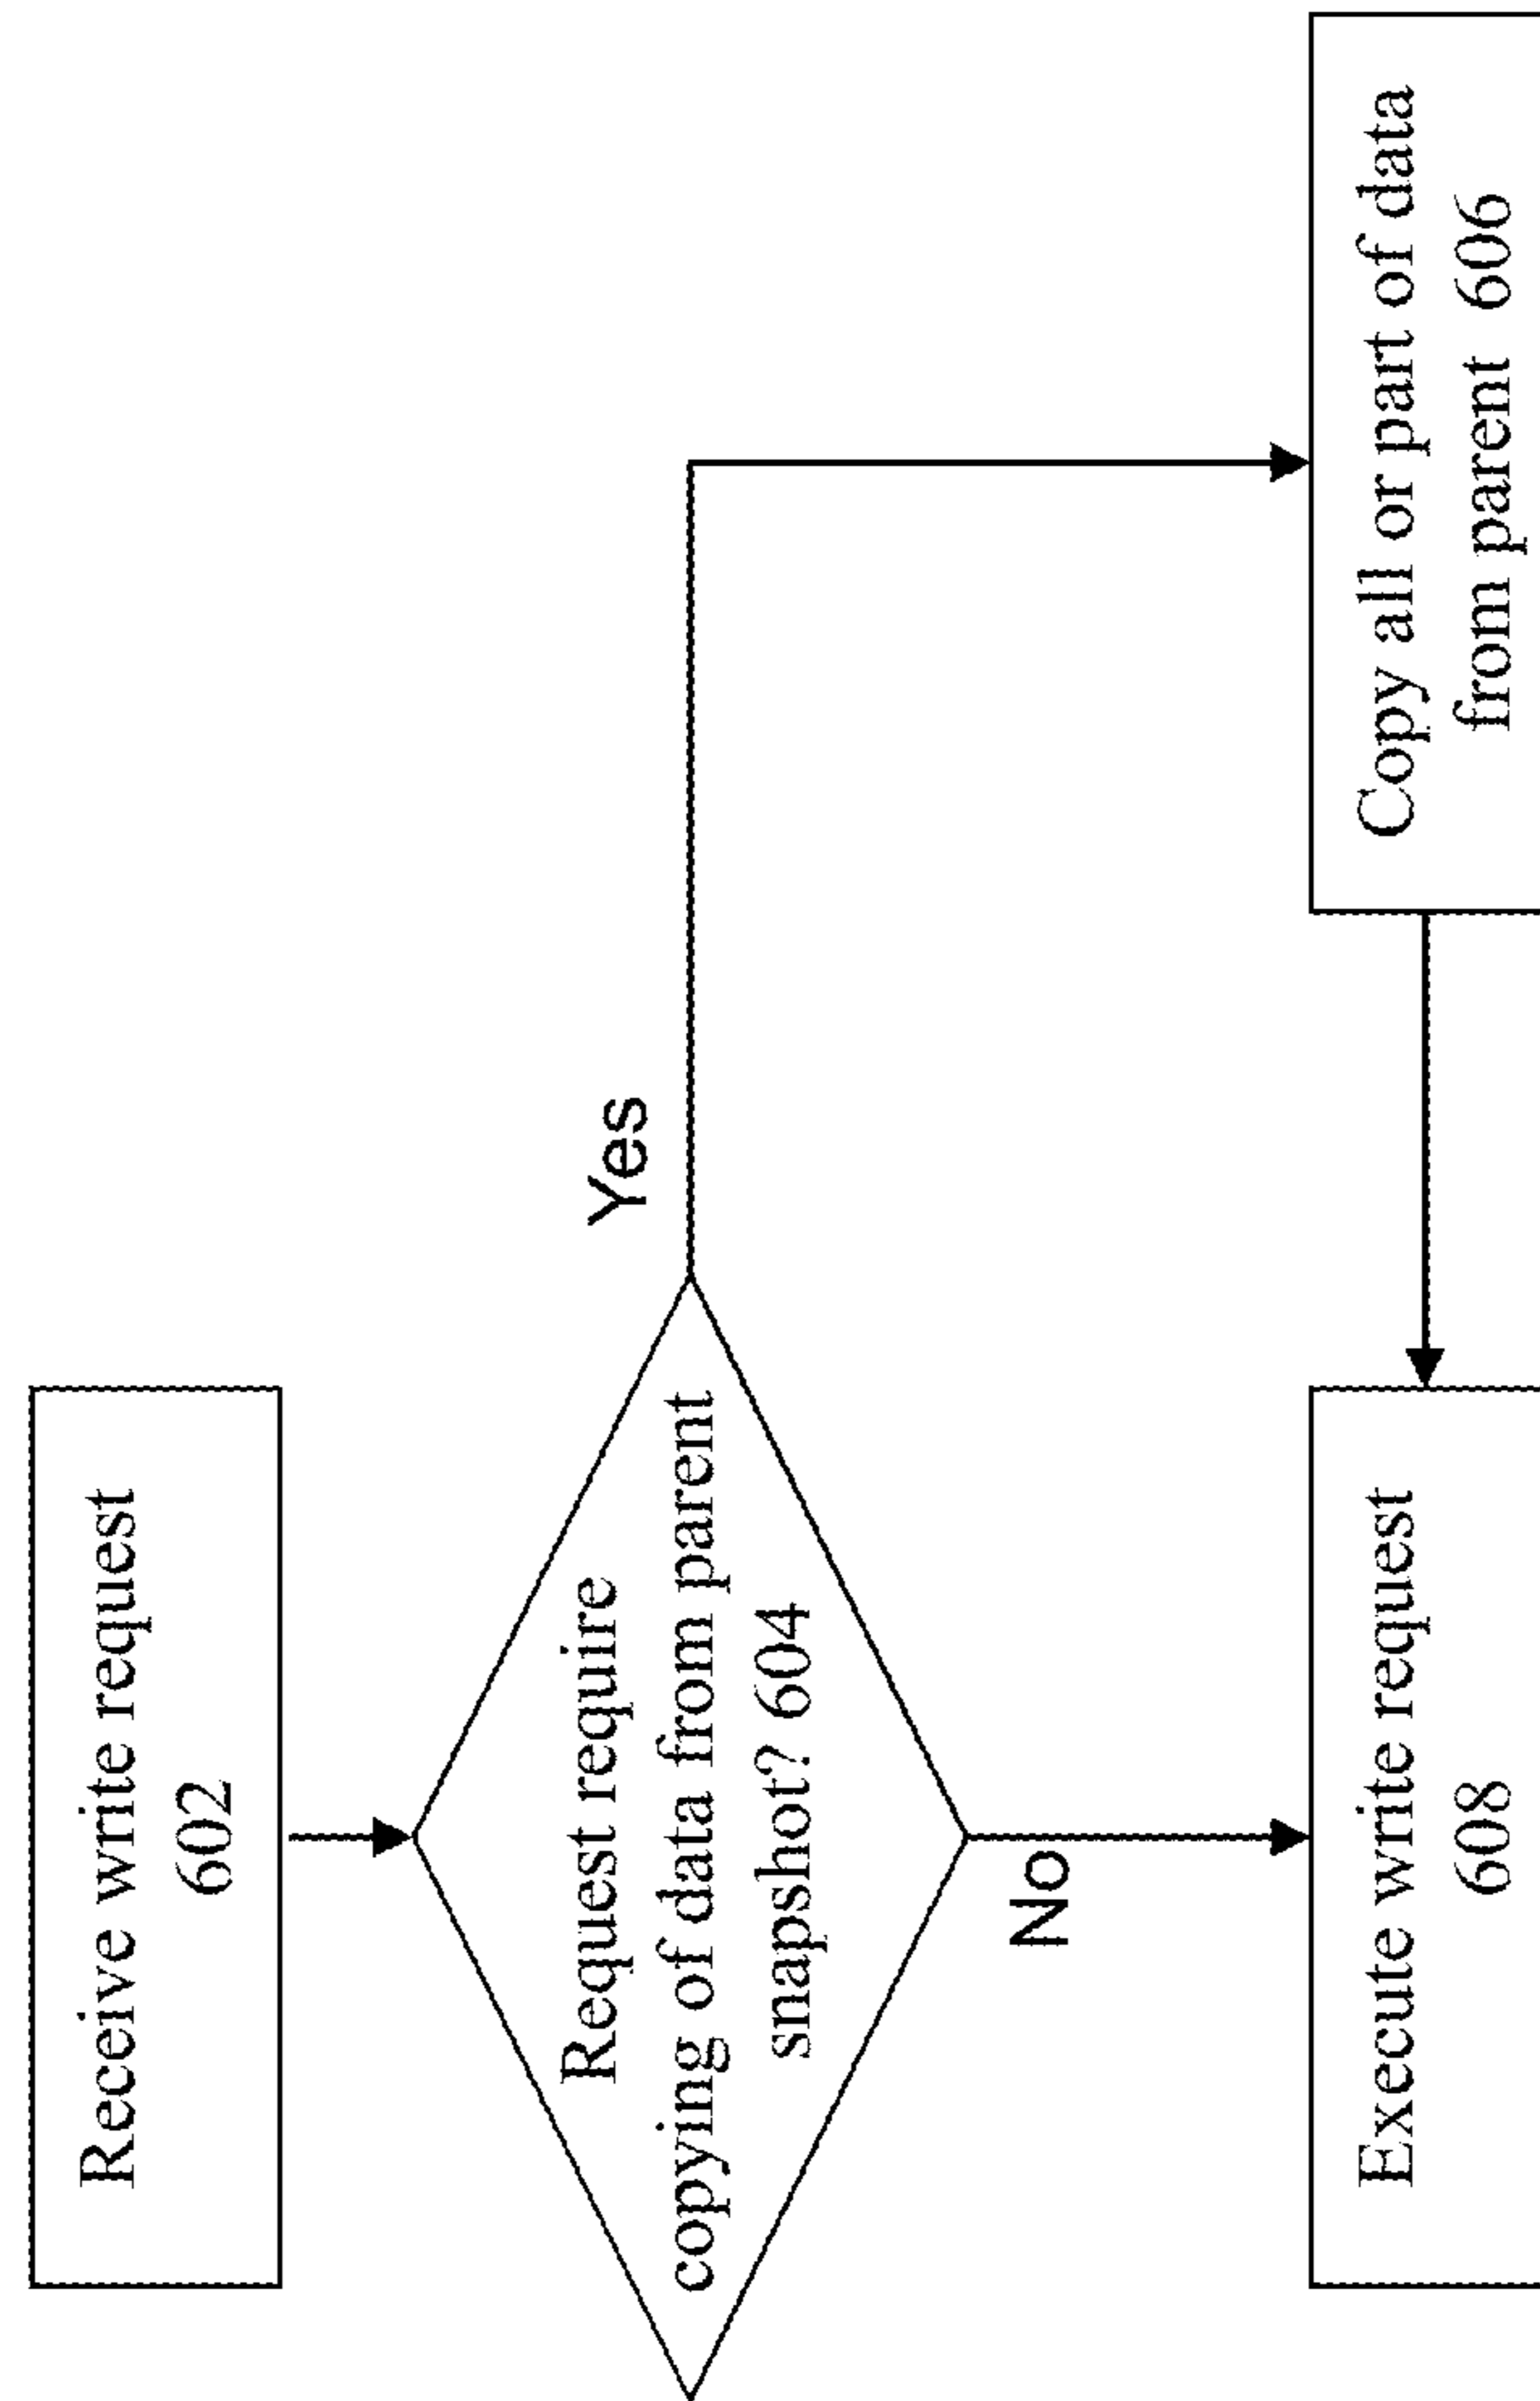 Receive write request
602
Request require
copying of data from parent
snapshot? 604
Yes
No
Copy all or part of data
from parent 606
Execute write request
608